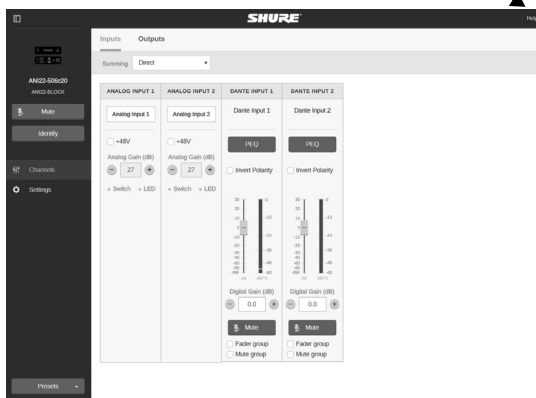 SHURE
Help
Inputs Outputs
Summing Direct
ANI22-506c20
ANI22-BLOCK
Mute
Identify
Channels
Settings
Presets
ANALOG INPUT 1
Analog Input 1
+48V
Analog Gain (dB)
27
Switch LED
ANALOG INPUT 2
Analog Input 2
+48V
Analog Gain (dB)
27
Switch LED
DANTE INPUT 1
Dante Input 1
PEQ
Invert Polarity
Digital Gain (dB)
0.0
Mute
Fader group
Mute group
DANTE INPUT 2
Dante Input 2
PEQ
Invert Polarity
Digital Gain (dB)
0.0
Mute
Fader group
Mute group